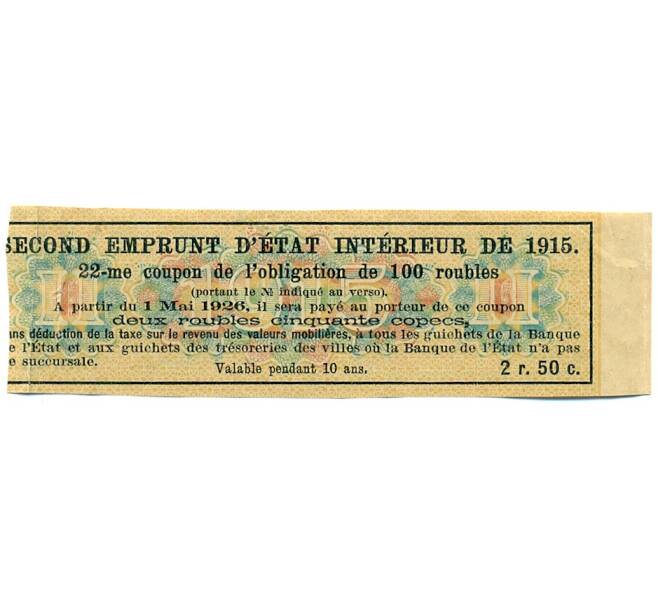 SECOND EMPRUNT D'ÉTAT INTÉRIEUR DE 1915.
22-me coupon de l'obligation de 100 roubles
(portant le № indiqué au verso).
A partir du 1 Mai 1926, il sera payé au porteur de ce coupon
deux roubles cinquante copecs,
ans déduction de la taxe sur le revenu des valeurs mobilières, à tous les guichets de la Banque
e l'État et aux guichets des trésoreries des villes où la Banque de l'État n'a pas
e succursale.
Valable pendant 10 ans.
2 r. 50 c.